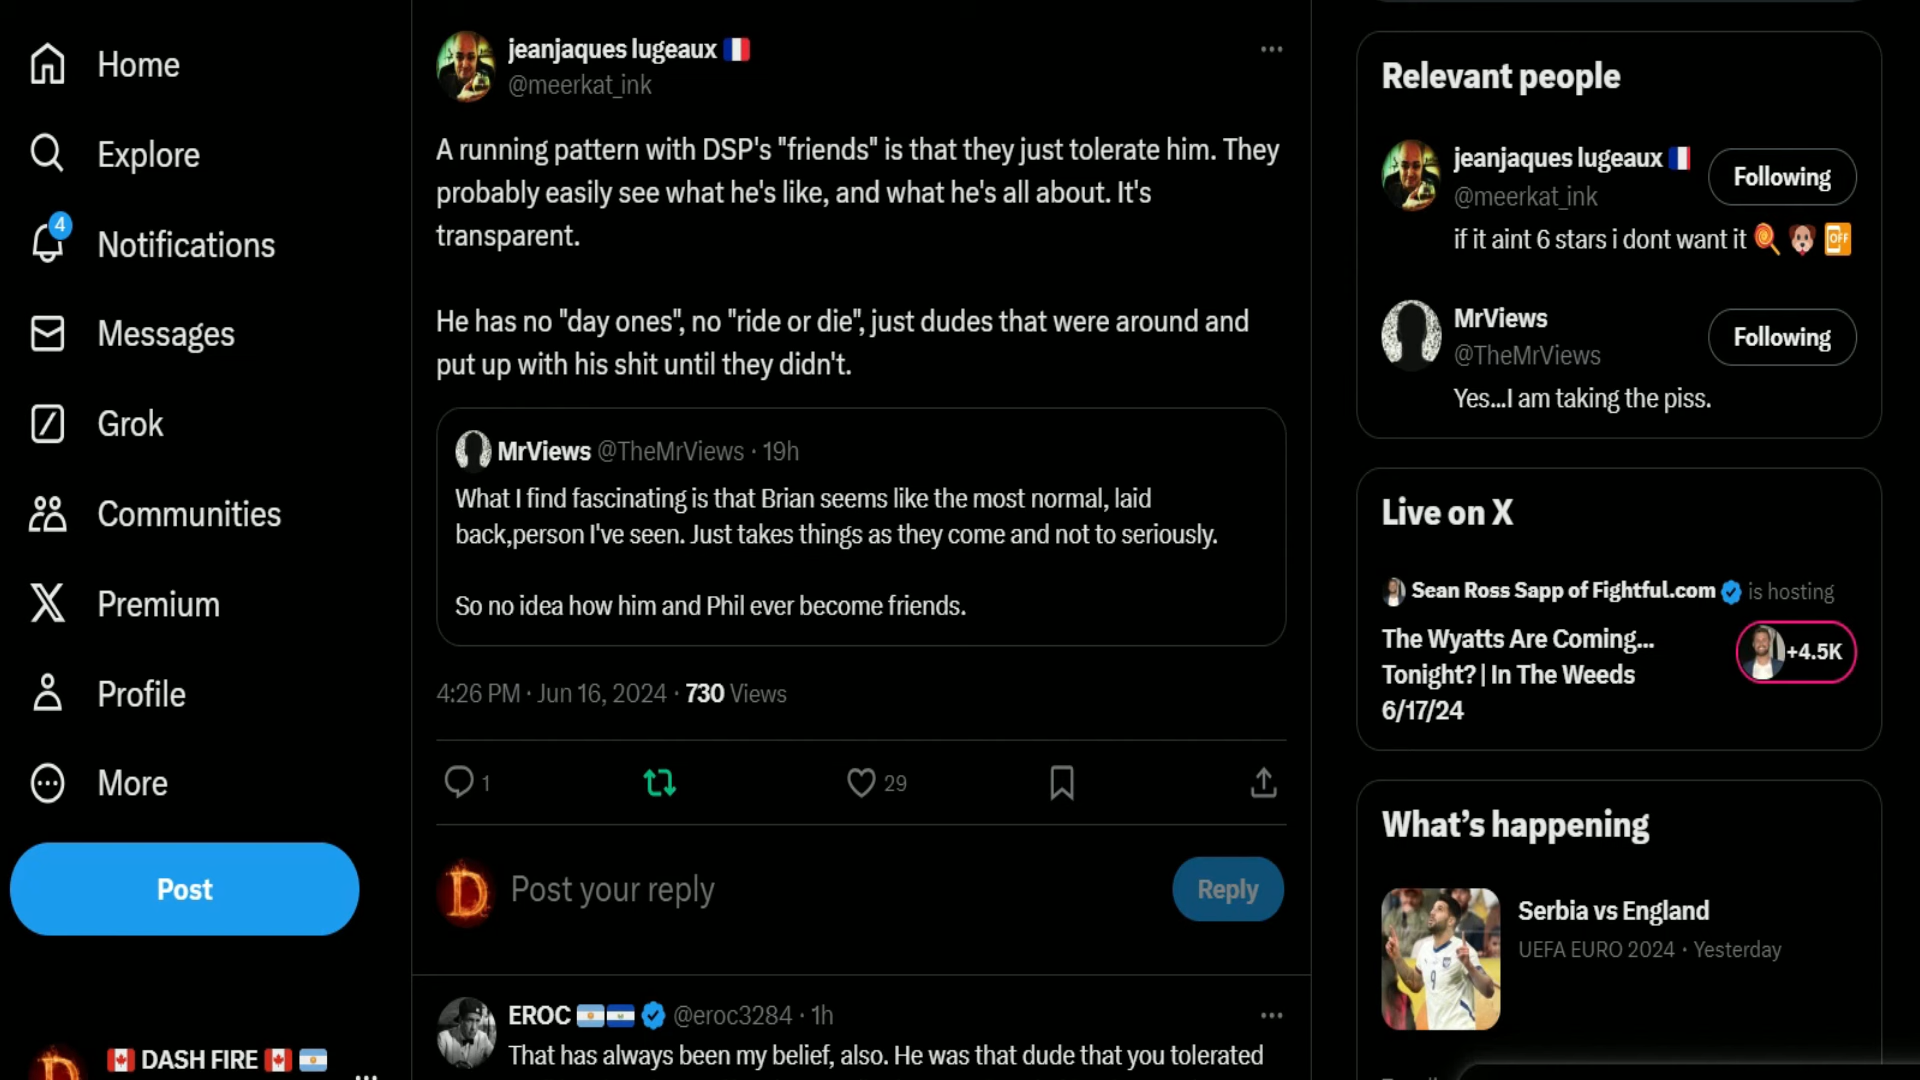 Home
Explore
4
Notifications
Messages
Grok
Communities
Premium
Profile
More
Post
DASH FIRE
jeanjaques lugeaux
@meerkat_ink
A running pattern with DSP's "friends" is that they just tolerate him. They
probably easily see what he's like, and what he's all about. It's
transparent.
He has no "day ones", no "ride or die", just dudes that were around and
put up with his shit until they didn't.
MrViews @TheMrViews · 19h
What I find fascinating is that Brian seems like the most normal, laid
back,person I've seen. Just takes things as they come and not to seriously.
So no idea how him and Phil ever become friends.
4:26 PM · Jun 16, 2024 · 730 Views
1
29
D
Post your reply
Reply
EROC @eroc3284 · 1h
That has always been my belief, also. He was that dude that you tolerated
Relevant people
jeanjaques lugeaux
@meerkat_ink
Following
if it aint 6 stars i dont want it
OFF
MrViews
@TheMrViews
Following
Yes...I am taking the piss.
Live on X
Sean Ross Sapp of Fightful.com is hosting
The Wyatts Are Coming...
Tonight? | In The Weeds
6/17/24
+4.5K
What's happening
Serbia vs England
UEFA EURO 2024 · Yesterday
9